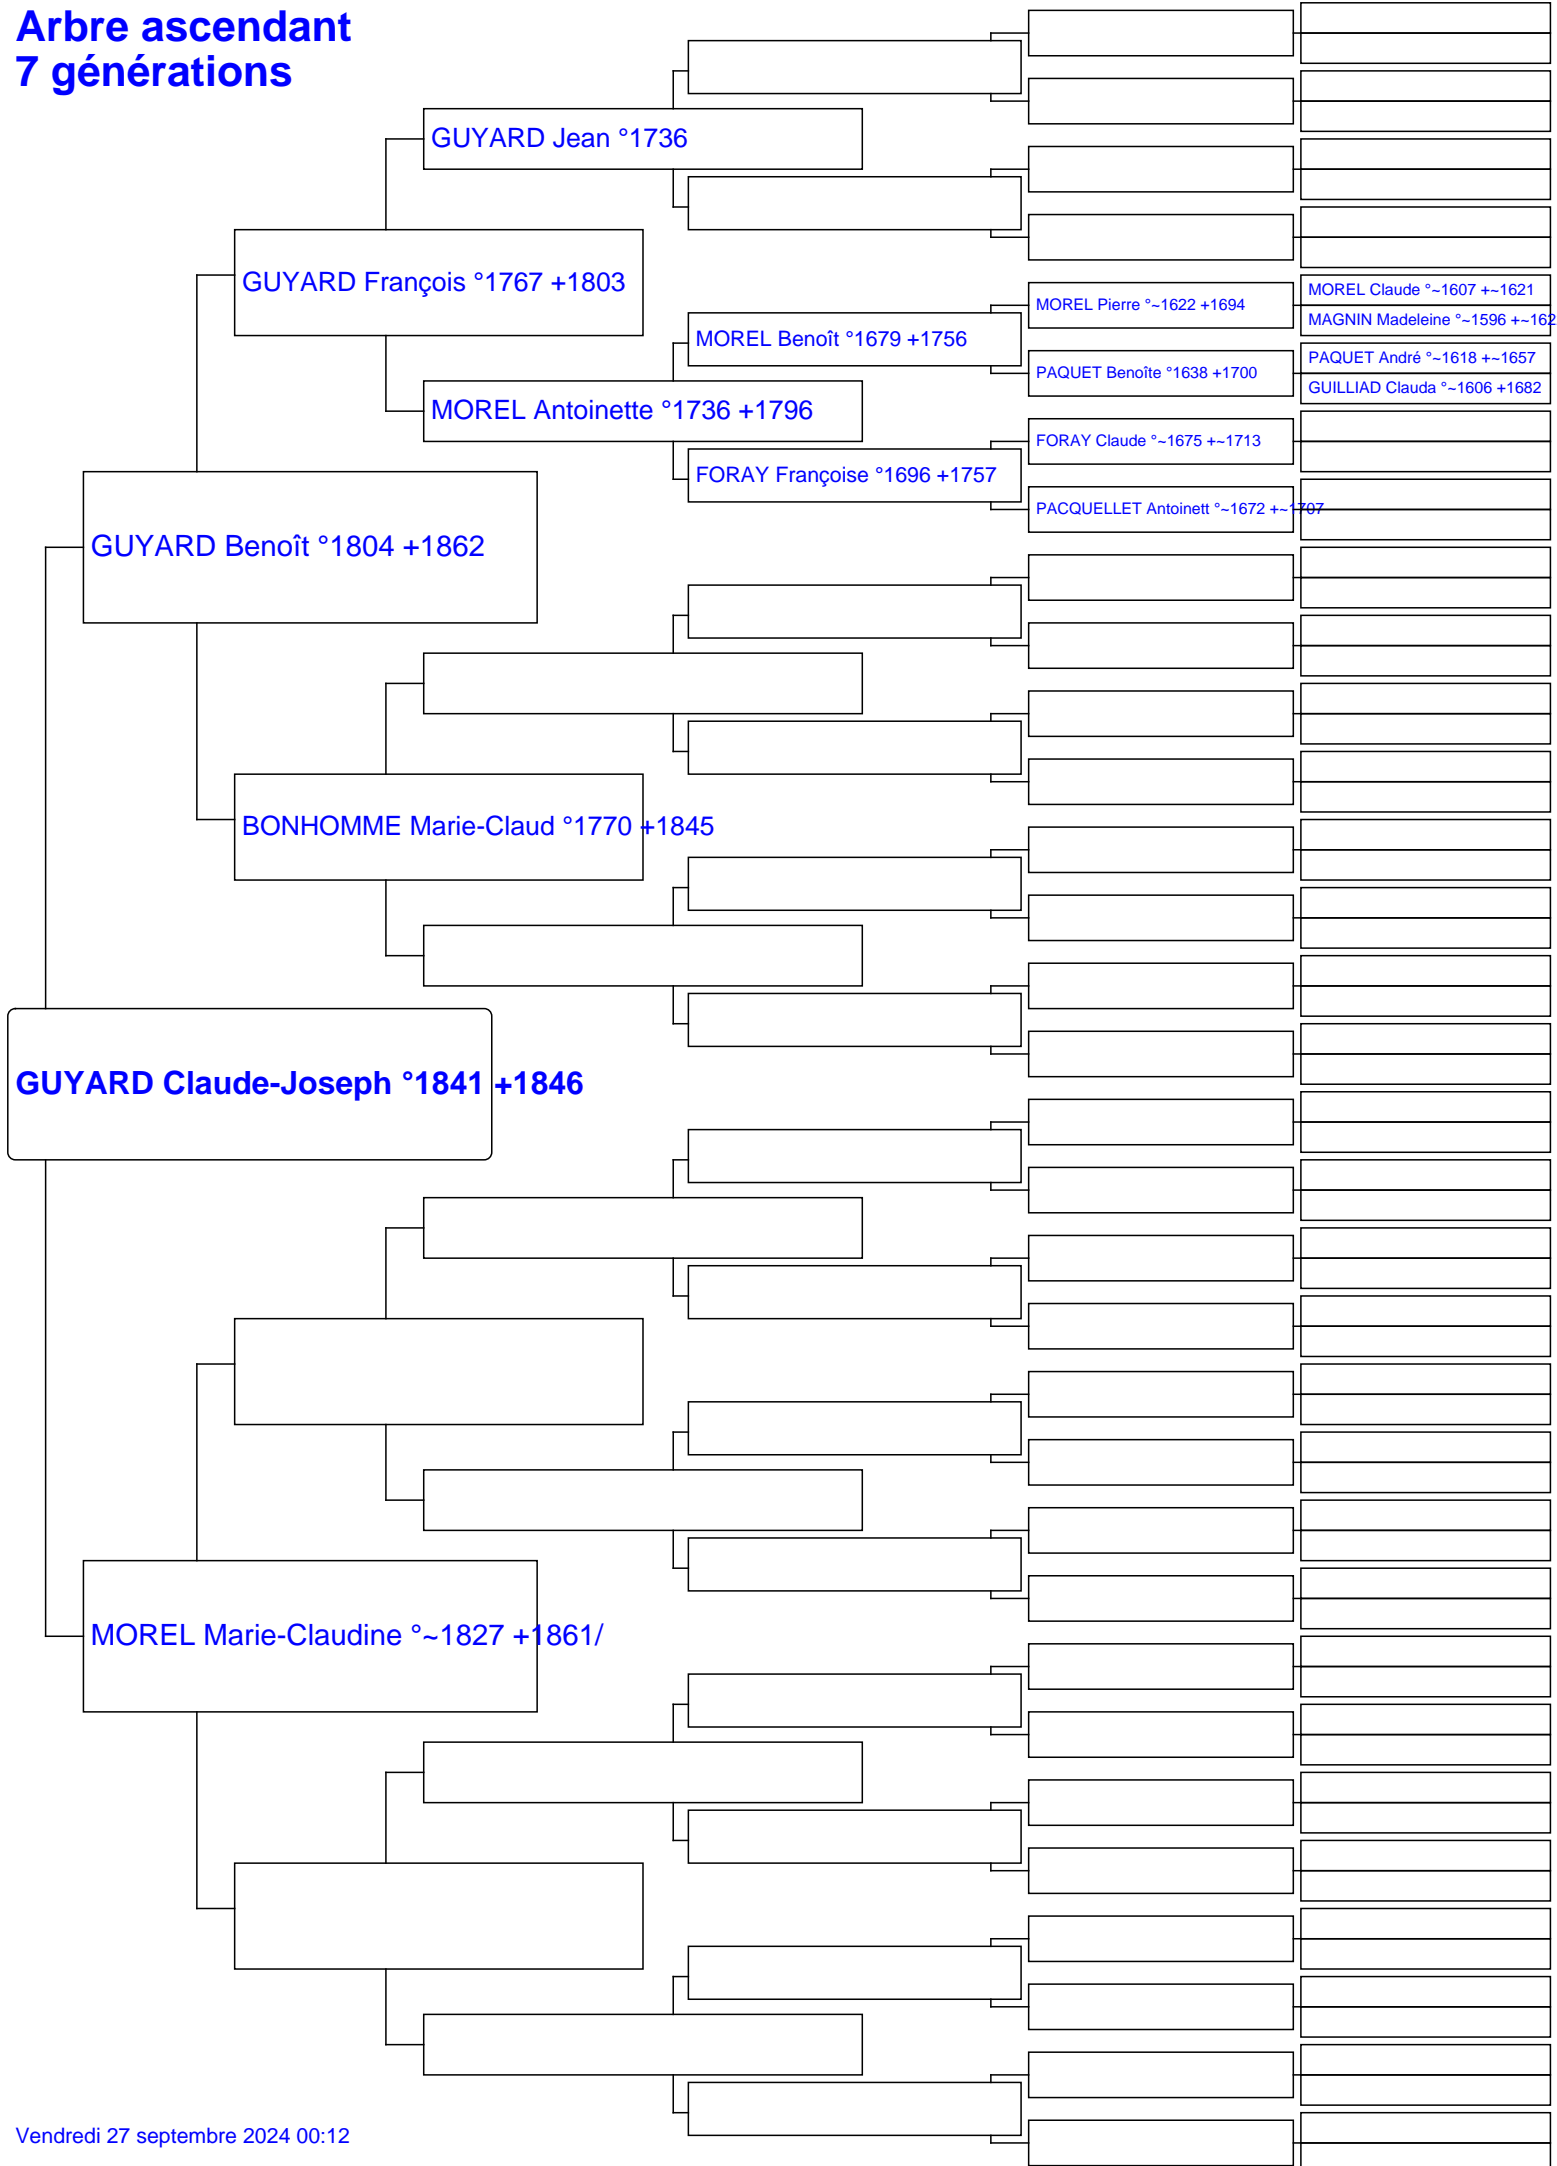 Arbre ascendant
7 générations
GUYARD Jean °1736
GUYARD François °1767 +1803
MOREL Claude °~1607 +~1621
MOREL Pierre °~1622 +1694
MAGNIN Madeleine °~1596 +~162
MOREL Benoît °1679 +1756
PAQUET André °~1618 +~1657
PAQUET Benoîte °1638 +1700
GUILLIAD Clauda °~1606 +1682
MOREL Antoinette °1736 +1796
FORAY Claude °~1675 +~1713
FORAY Françoise °1696 +1757
PACQUELLET Antoinett °~1672 +~1707
GUYARD Benoît °1804 +1862
BONHOMME Marie-Claud °1770 +1845
GUYARD Claude-Joseph °1841 +1846
MOREL Marie-Claudine °~1827 +1861/
Vendredi 27 septembre 2024 00:12